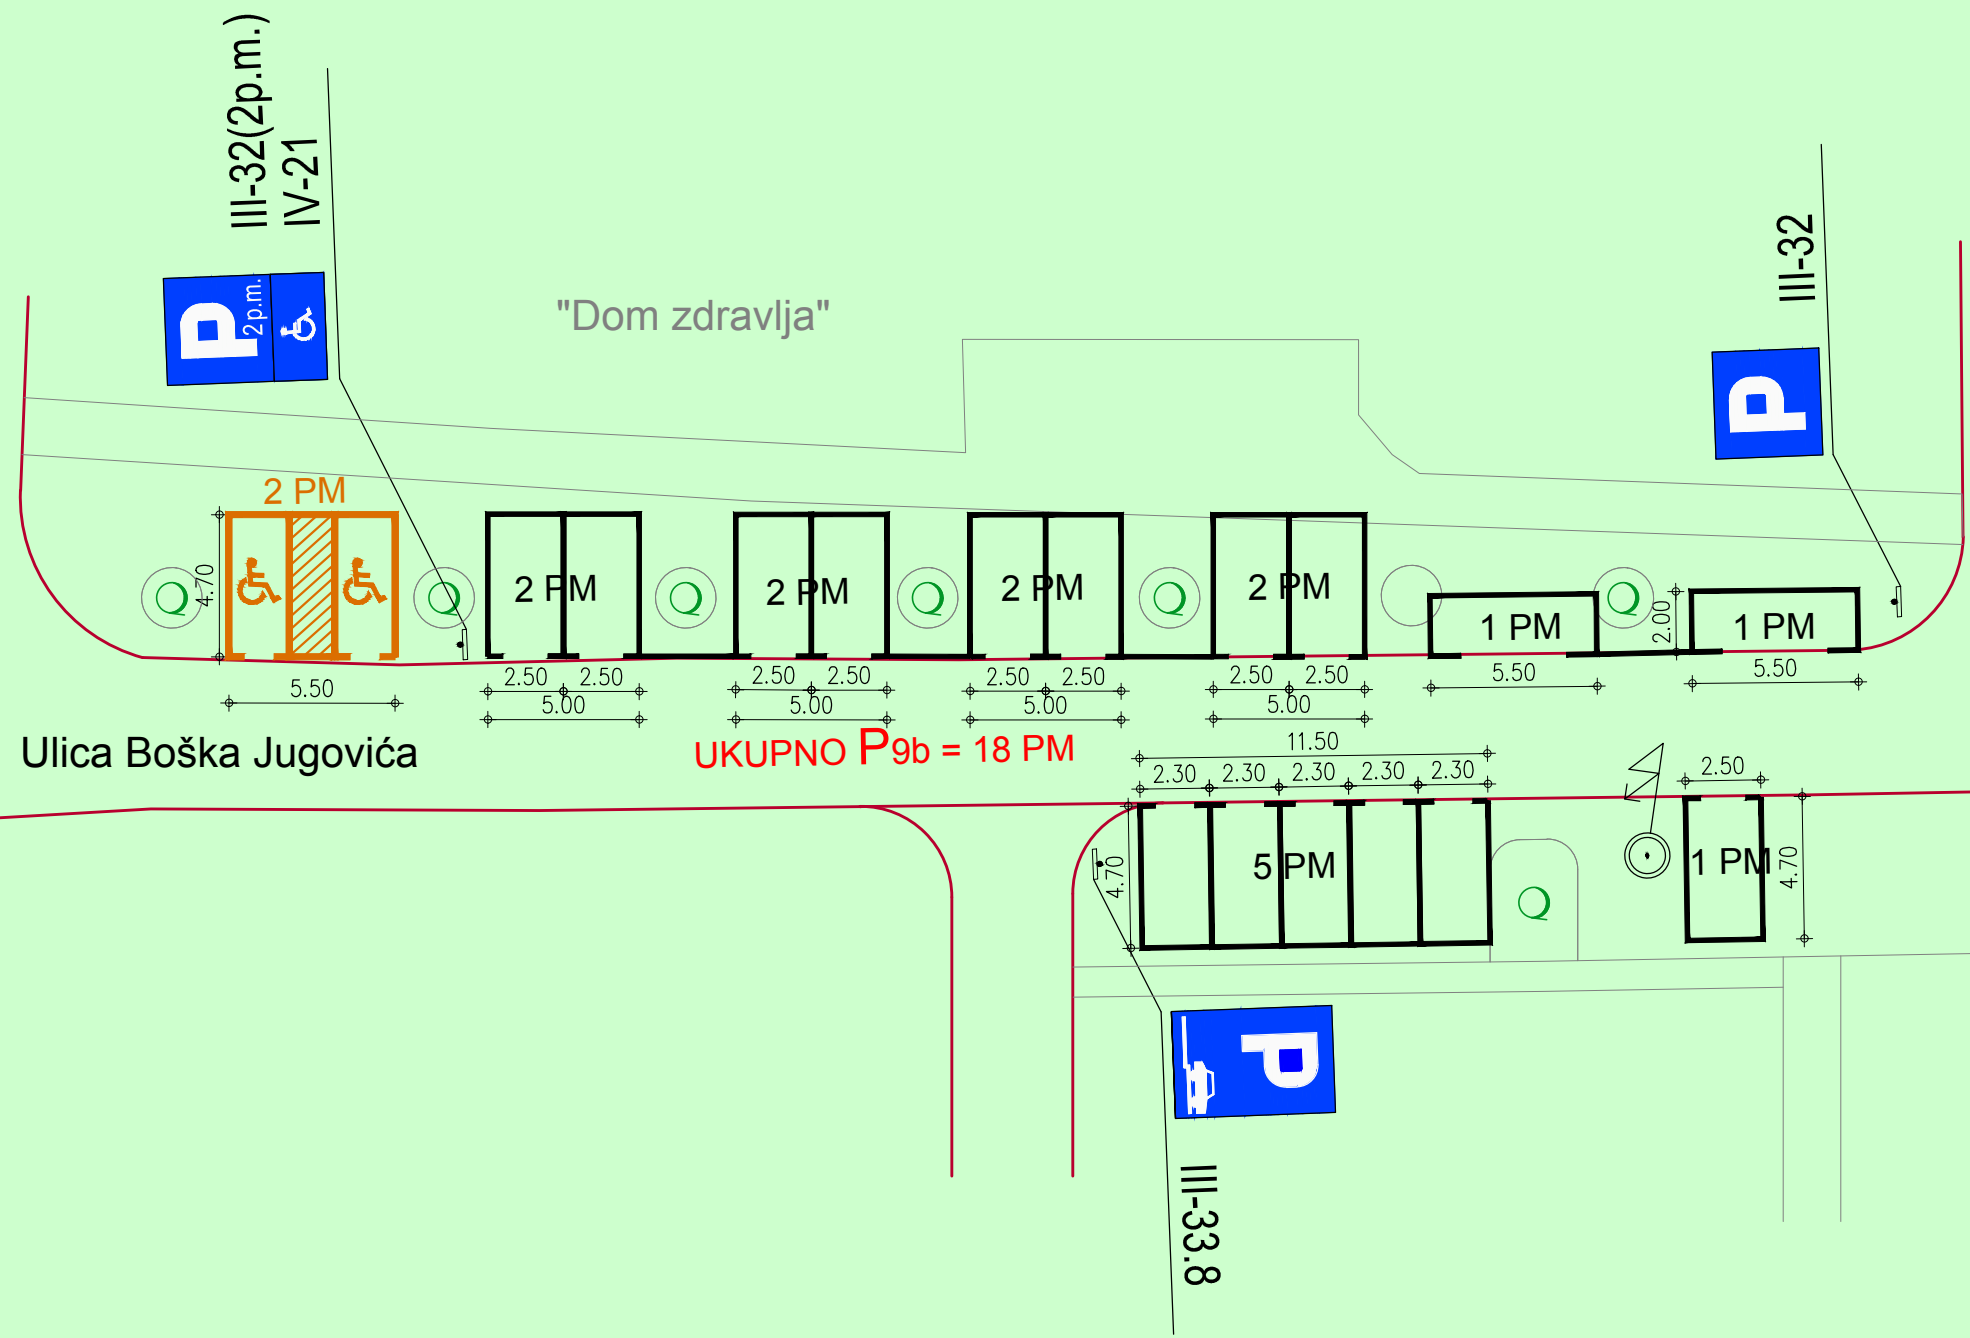 III-32(2p.m.)
IV-21
P
2p.m.
III-32
P
"Dom zdravlja"
2 PM
4.70
2 PM
2 PM
2 PM
2 PM
1 PM
2.00
1 PM
5.50
2.50 2.50
5.00
2.50 2.50
5.00
2.50 2.50
5.00
2.50 2.50
5.00
5.50
5.50
Ulica Boška Jugovića
UKUPNO P9b = 18 PM
11.50
2.30 2.30 2.30 2.30 2.30
2.50
4.70
5 PM
1 PM
4.70
P
III-33.8